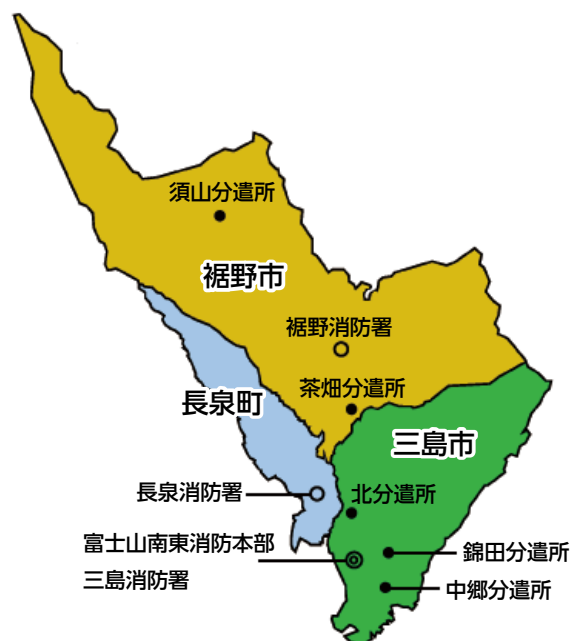 須山分遣所
裾野市
裾野消防署
茶畑分遣所
長泉町
三島市
長泉消防署
北分遣所
富士山南東消防本部
三島消防署
錦田分遣所
中郷分遣所